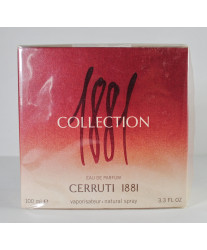 1881
COLLECTION
EAU DE PARFUM
CERRUTI 1881
100 ml e 3.3 fl OZ
vaporisateur - natural spray